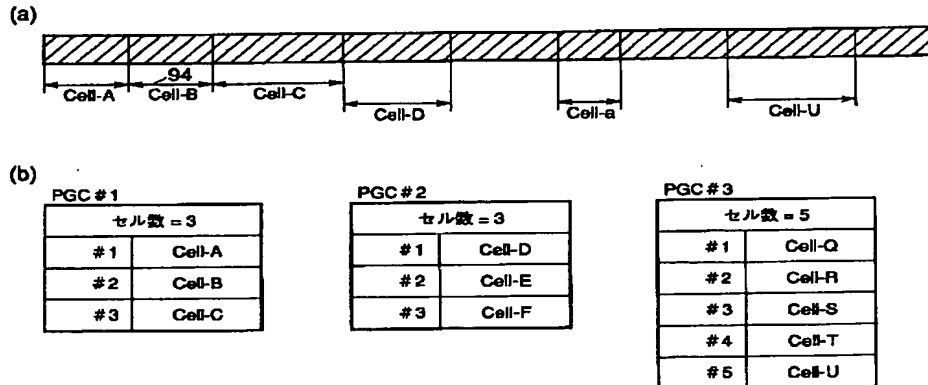 (a)
94
Cell-A Cell-B Cell-C
Cell-D Cell-a Cell-U
(b)
PGC#1
セル数 = 3
#1 Cell-A
#2 Cell-B
#3 Cell-C
PGC#2
セル数 = 3
#1 Cell-D
#2 Cell-E
#3 Cell-F
PGC#3
セル数 = 5
#1 Cell-Q
#2 Cell-R
#3 Cell-S
#4 Cell-T
#5 Cell-U